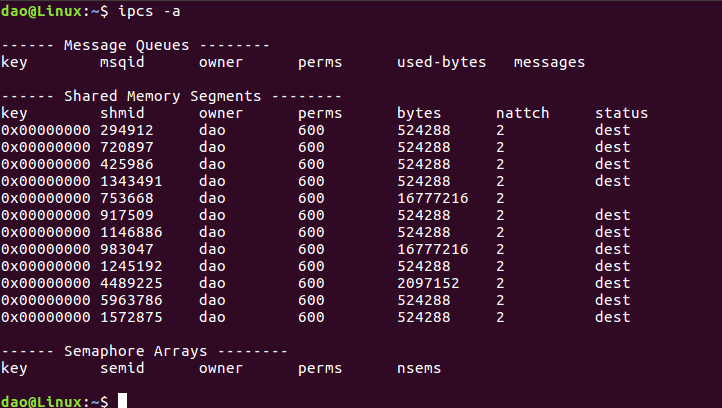 dao@Linux:~$ ipcs -a
------ Message Queues --------
key        msqid      owner      perms      used-bytes   messages
------ Shared Memory Segments --------
key        shmid      owner      perms      bytes      nattch     status
0x00000000 294912     dao        600        524288     2          dest
0x00000000 720897     dao        600        524288     2          dest
0x00000000 425986     dao        600        524288     2          dest
0x00000000 1343491    dao        600        524288     2          dest
0x00000000 753668     dao        600        16777216   2
0x00000000 917509     dao        600        524288     2          dest
0x00000000 1146886    dao        600        524288     2          dest
0x00000000 983047     dao        600        16777216   2          dest
0x00000000 1245192    dao        600        524288     2          dest
0x00000000 4489225    dao        600        2097152    2          dest
0x00000000 5963786    dao        600        524288     2          dest
0x00000000 1572875    dao        600        524288     2          dest
------ Semaphore Arrays --------
key        semid      owner      perms      nsems
dao@Linux:~$